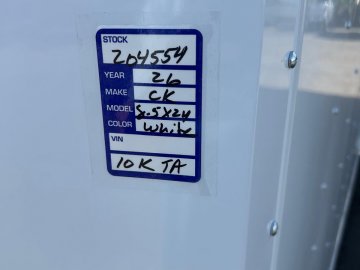 STOCK
204554
YEAR 26
MAKE CK
MODEL 8.5X24
COLOR White
VIN
10K TA